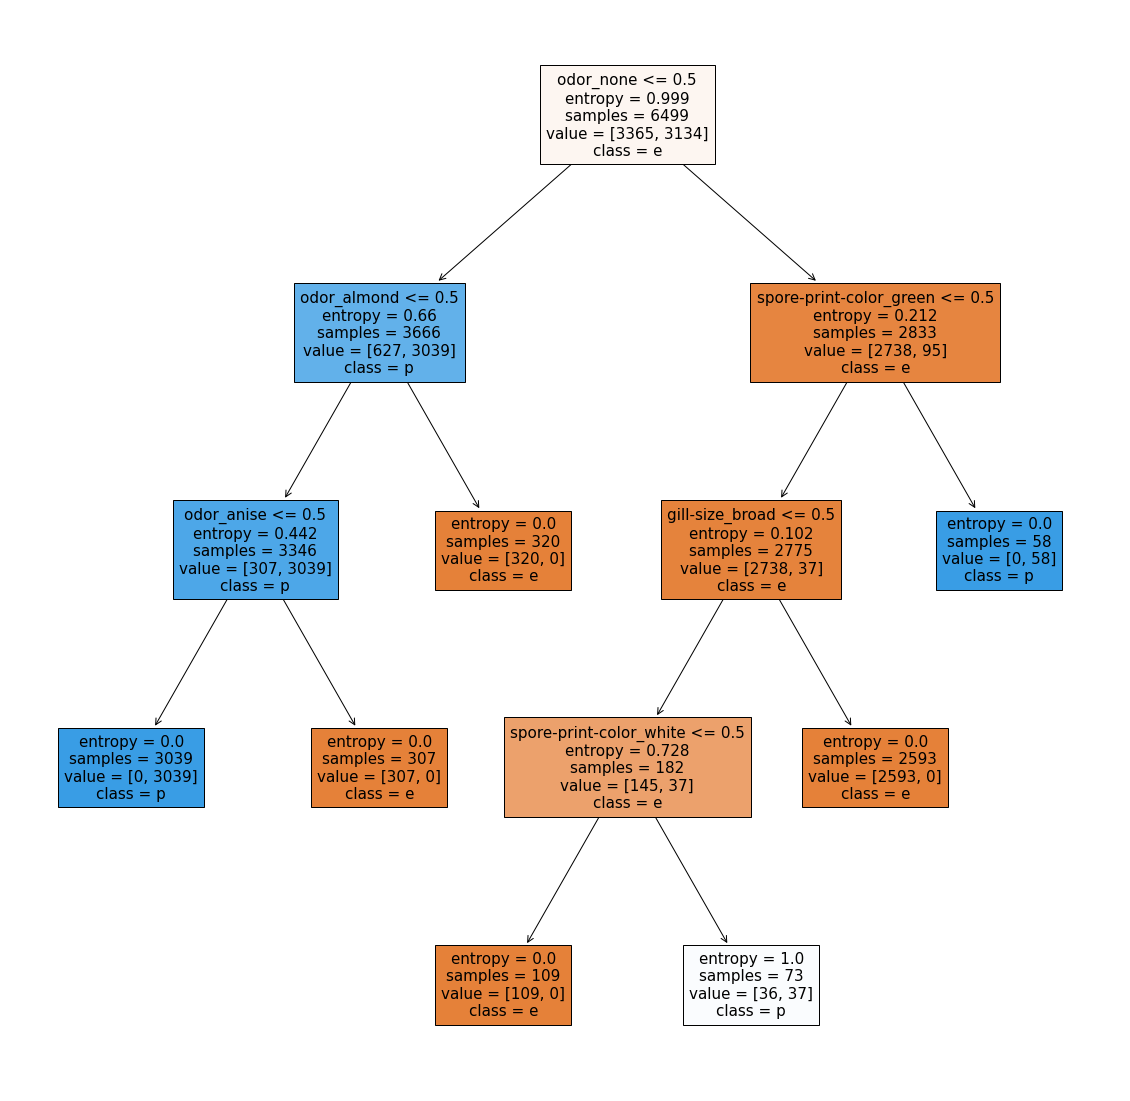 odor_none <= 0.5
entropy = 0.999
samples = 6499
value = [3365, 3134]
class = e
odor_almond <= 0.5
entropy = 0.66
samples = 3666
value = [627, 3039]
class = p
spore-print-color_green <= 0.5
entropy = 0.212
samples = 2833
value = [2738, 95]
class = e
odor_anise <= 0.5
entropy = 0.442
samples = 3346
value = [307, 3039]
class = p
entropy = 0.0
samples = 320
value = [320, 0]
class = e
gill-size_broad <= 0.5
entropy = 0.102
samples = 2775
value = [2738, 37]
class = e
entropy = 0.0
samples = 58
value = [0, 58]
class = p
entropy = 0.0
samples = 3039
value = [0, 3039]
class = p
entropy = 0.0
samples = 307
value = [307, 0]
class = e
spore-print-color_white <= 0.5
entropy = 0.728
samples = 182
value = [145, 37]
class = e
entropy = 0.0
samples = 2593
value = [2593, 0]
class = e
entropy = 0.0
samples = 109
value = [109, 0]
class = e
entropy = 1.0
samples = 73
value = [36, 37]
class = p